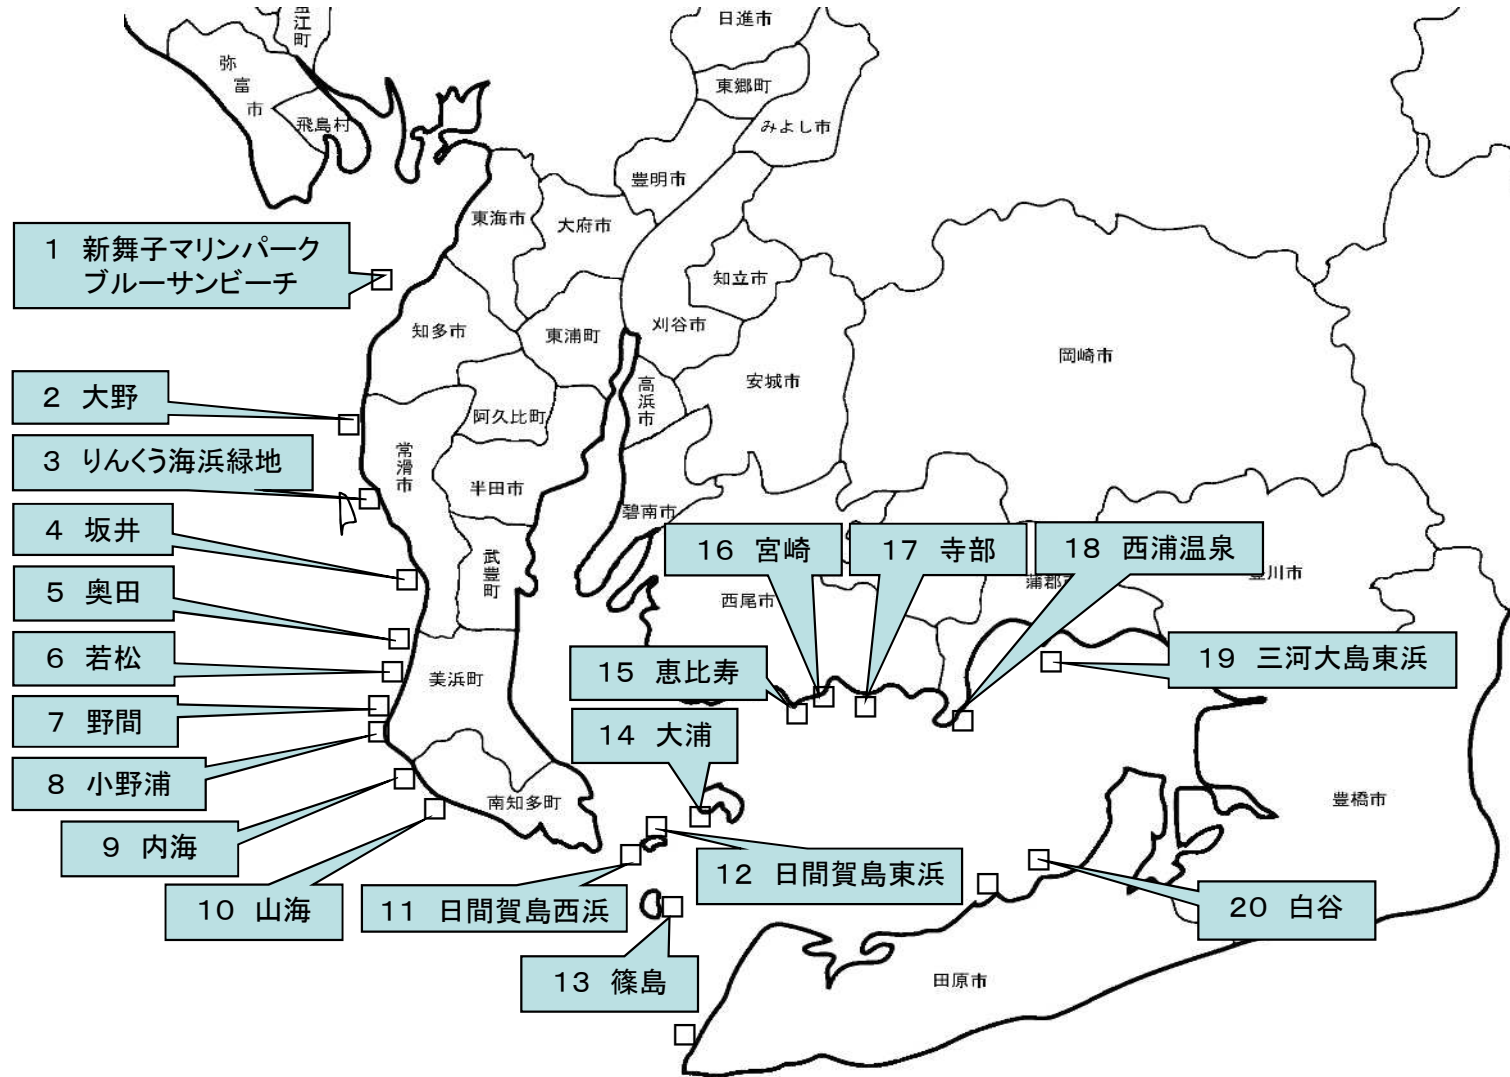 蟹江町
弥富市
飛島村
日進市
東郷町
みよし市
豊明市
東海市
大府市
知立市
知多市
東浦町
刈谷市
岡崎市
安城市
高浜市
阿久比町
常滑市
半田市
碧南市
武豊町
西尾市
蒲郡
豊川市
美浜町
南知多町
豊橋市
田原市
1 新舞子マリンパーク
ブルーサンビーチ
2 大野
3 りんくう海浜緑地
4 坂井
5 奥田
6 若松
7 野間
8 小野浦
9 内海
10 山海
11 日間賀島西浜
12 日間賀島東浜
13 篠島
14 大浦
15 恵比寿
16 宮崎
17 寺部
18 西浦温泉
19 三河大島東浜
20 白谷